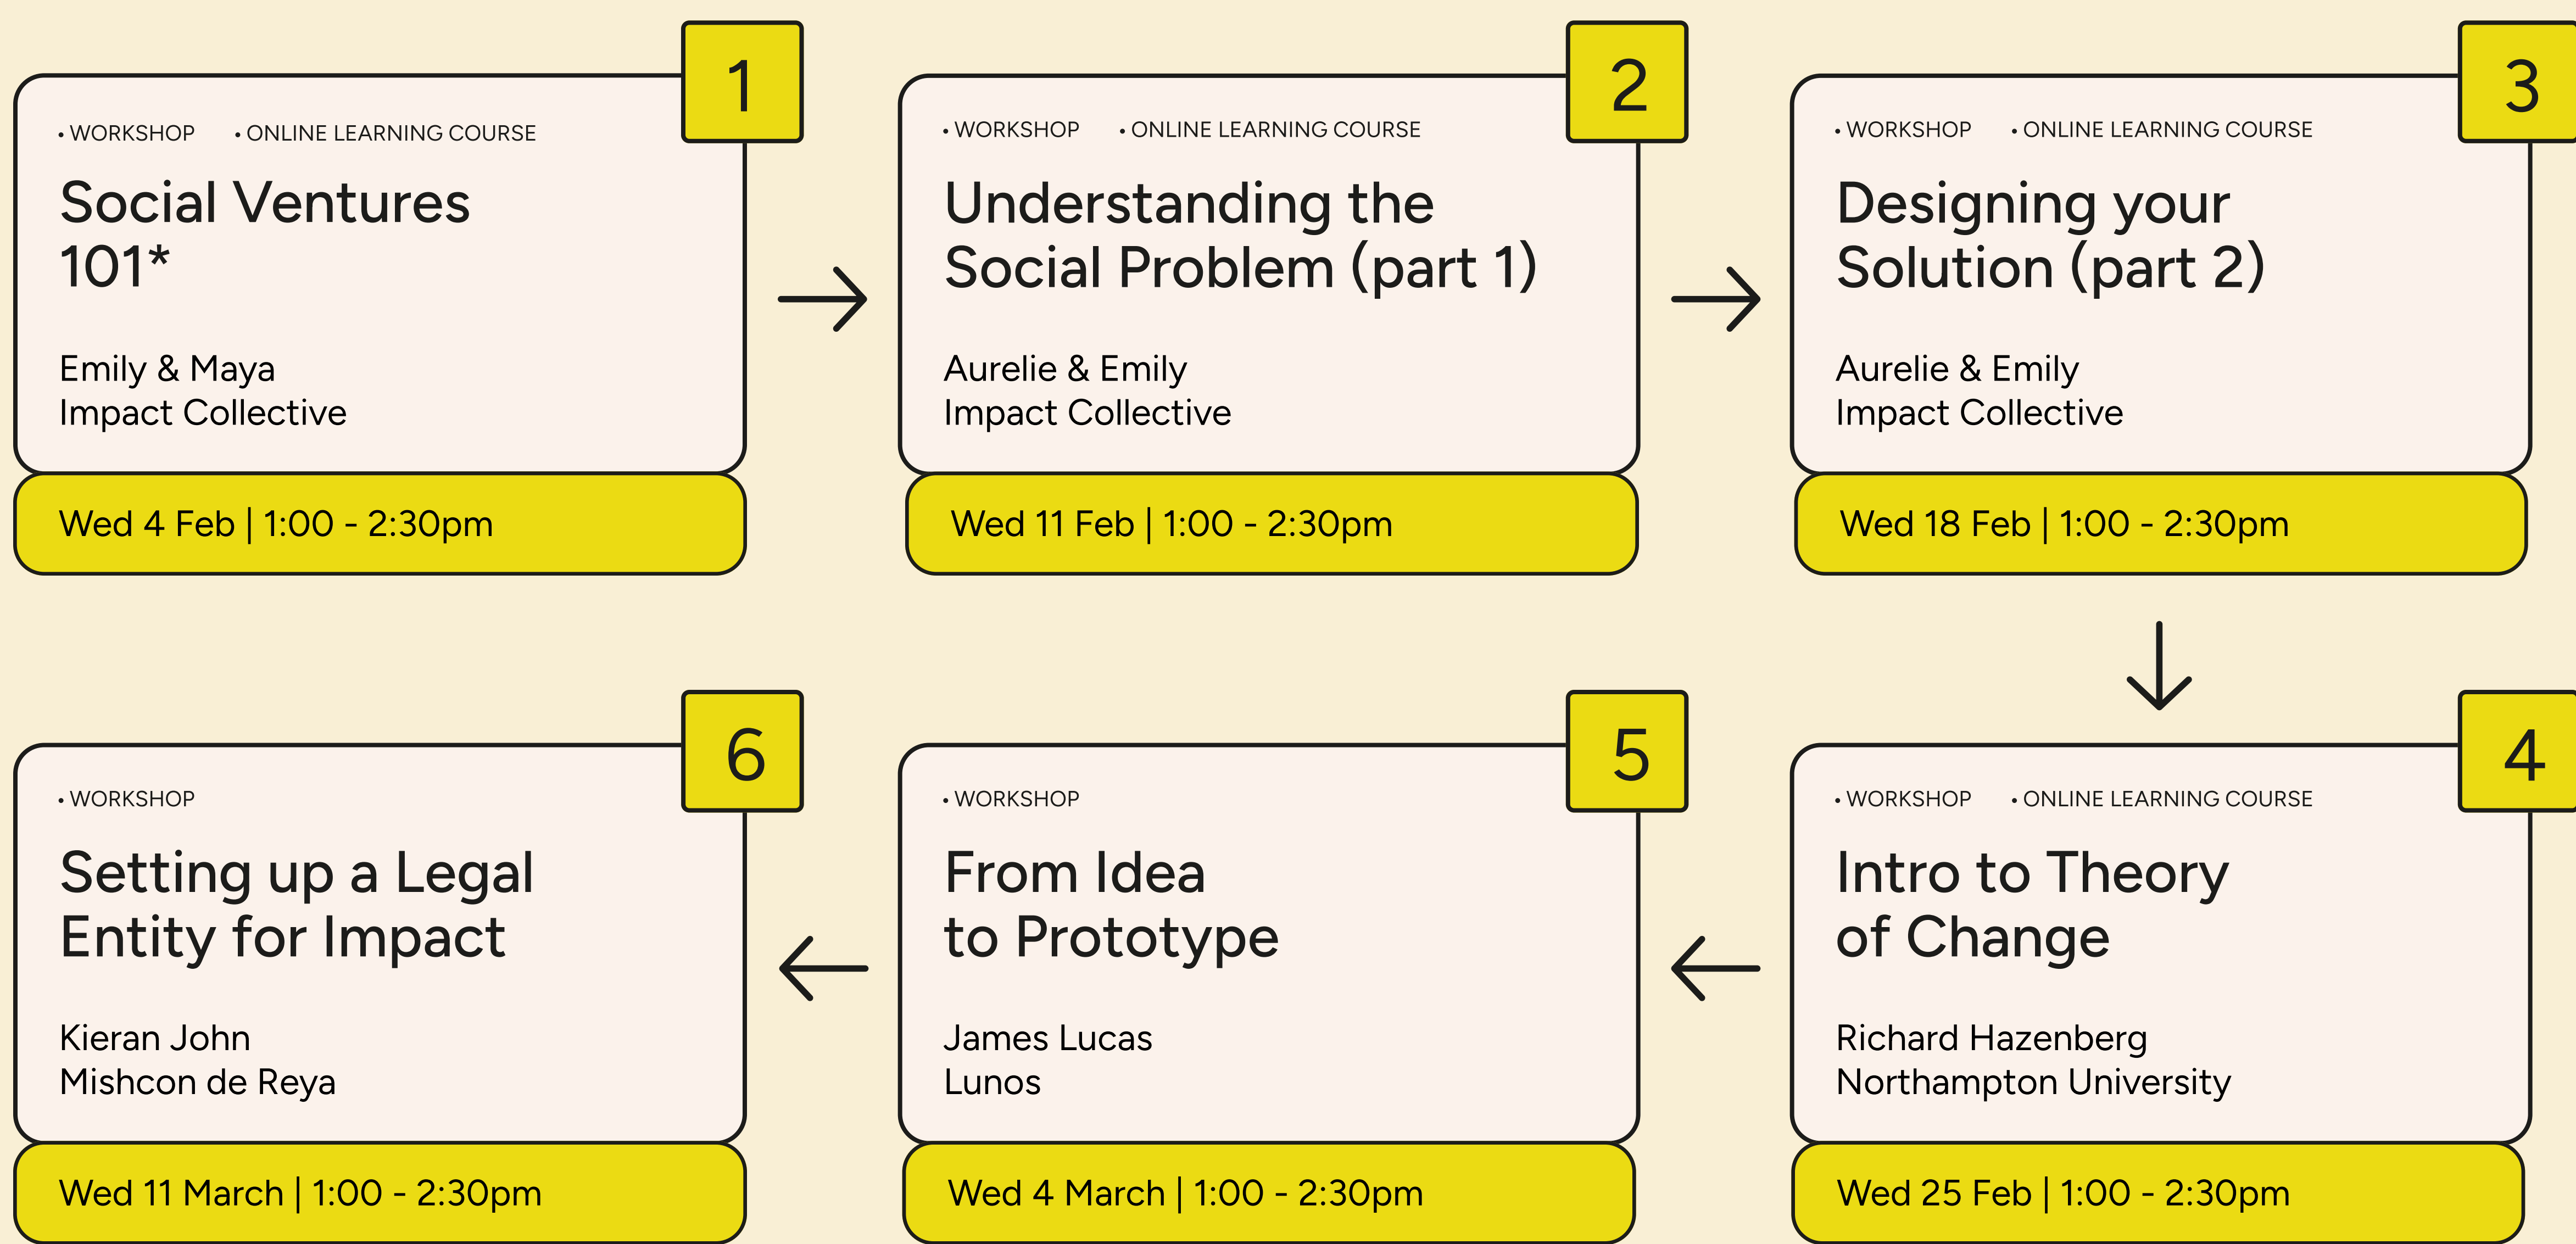 1
• WORKSHOP • ONLINE LEARNING COURSE
Social Ventures
101*
Emily & Maya
Impact Collective
Wed 4 Feb | 1:00 - 2:30pm
2
• WORKSHOP • ONLINE LEARNING COURSE
Understanding the
Social Problem (part 1)
Aurelie & Emily
Impact Collective
Wed 11 Feb | 1:00 - 2:30pm
3
• WORKSHOP • ONLINE LEARNING COURSE
Designing your
Solution (part 2)
Aurelie & Emily
Impact Collective
Wed 18 Feb | 1:00 - 2:30pm
4
• WORKSHOP • ONLINE LEARNING COURSE
Intro to Theory
of Change
Richard Hazenberg
Northampton University
Wed 25 Feb | 1:00 - 2:30pm
5
• WORKSHOP
From Idea
to Prototype
James Lucas
Lunos
Wed 4 March | 1:00 - 2:30pm
6
• WORKSHOP
Setting up a Legal
Entity for Impact
Kieran John
Mishcon de Reya
Wed 11 March | 1:00 - 2:30pm